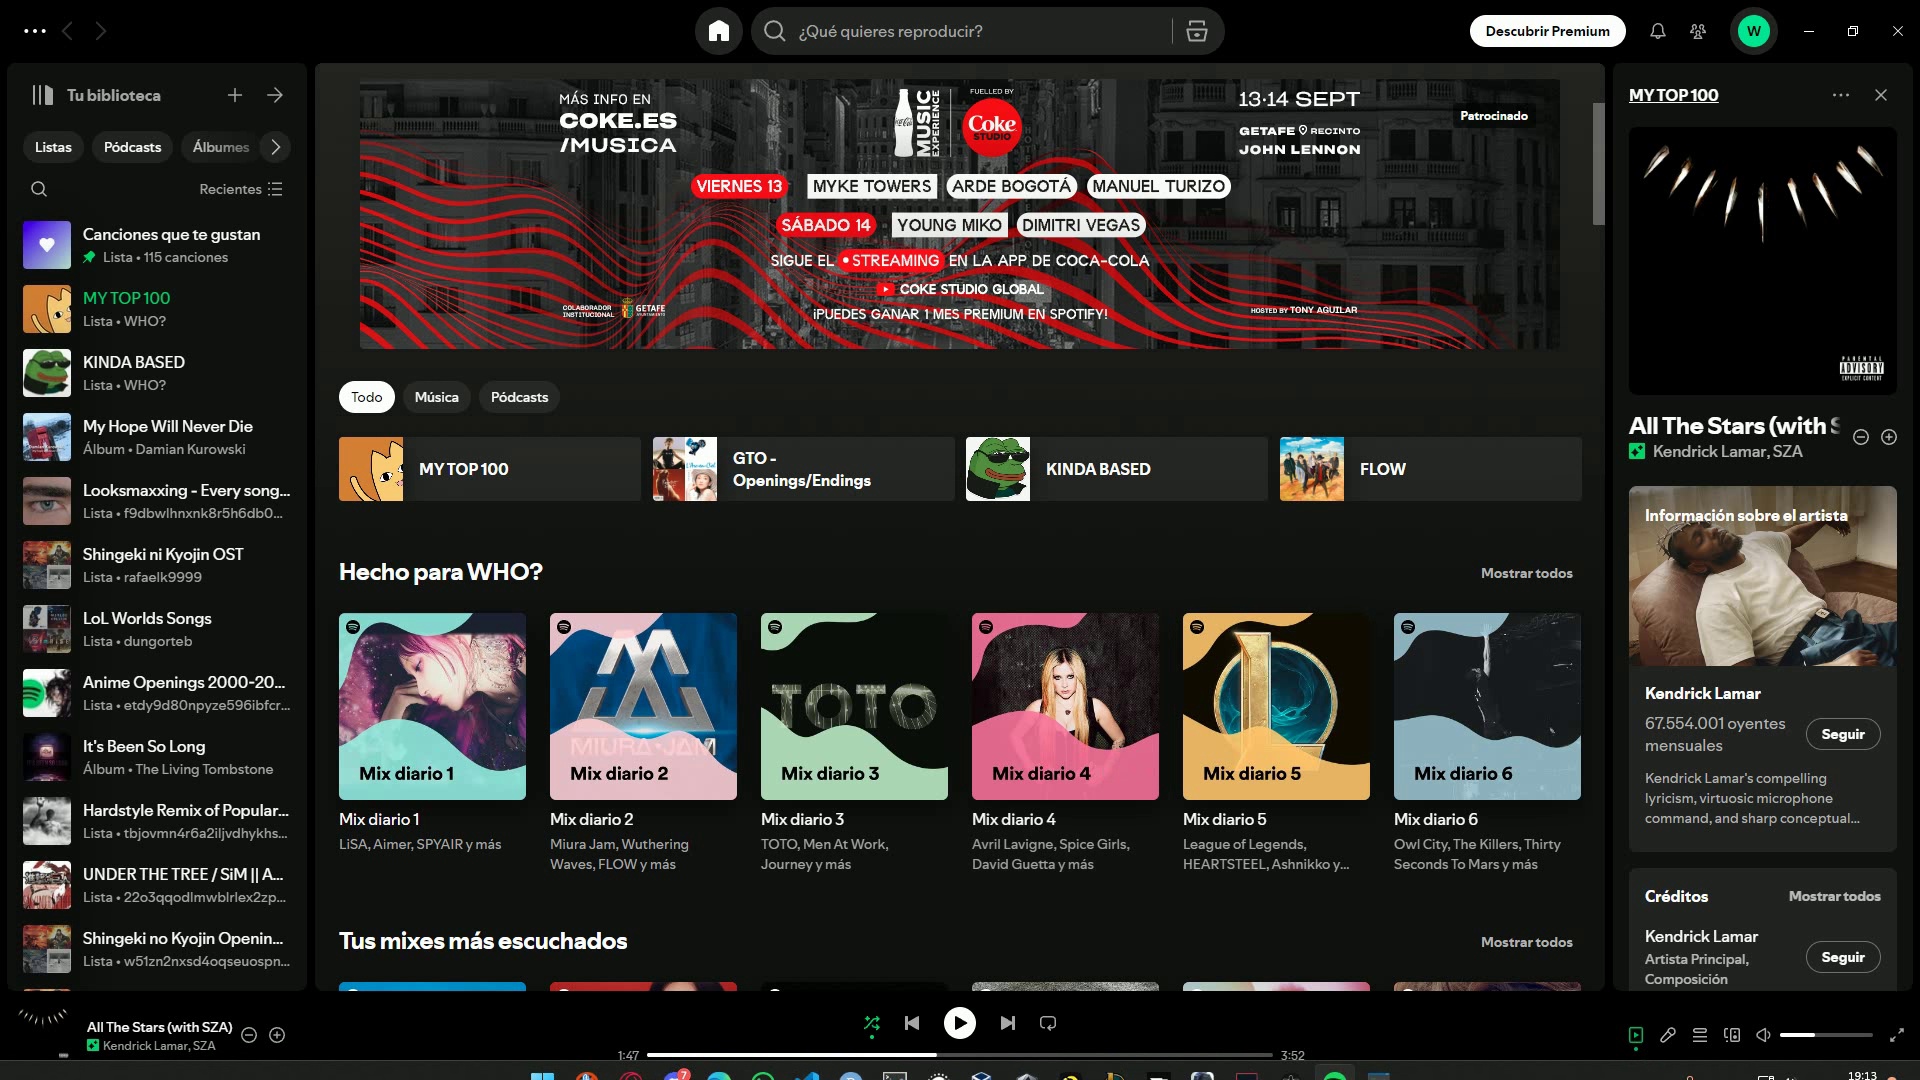 ¿Qué quieres reproducir?
Descubrir Premium
W
Tu biblioteca
Listas
Pódcasts
Álbumes
Recientes
Canciones que te gustan
Lista • 115 canciones
MY TOP 100
Lista • WHO?
KINDA BASED
Lista • WHO?
My Hope Will Never Die
Álbum • Damian Kurowski
Looksmaxxing - Every song...
Lista • f9dbwlhnxnk8r5h6db0...
Shingeki ni Kyojin OST
Lista • rafaelk9999
LoL Worlds Songs
Lista • dungorteb
Anime Openings 2000-20...
Lista • etdy9d80npyze596ibfcr...
It's Been So Long
Álbum • The Living Tombstone
Hardstyle Remix of Popular...
Lista • tbjovmn4r6a2iljvdhykhs...
UNDER THE TREE / SiM || A...
Lista • 22o3qqodlmwblrlex2zp...
Shingeki no Kyojin Openin...
Lista • w51zn2nxsd4oqseuospn...
MÁS INFO EN
COKE.ES
/MUSICA
Coca-Cola
MUSIC
EXPERIENCE
FUELLED BY
Coke
STUDIO
13·14 SEPT
GETAFE RECINTO
JOHN LENNON
Patrocinado
VIERNES 13 MYKE TOWERS ARDE BOGOTÁ MANUEL TURIZO
SÁBADO 14 YOUNG MIKO DIMITRI VEGAS
SIGUE EL •STREAMING EN LA APP DE COCA-COLA
COKE STUDIO GLOBAL
¡PUEDES GANAR 1 MES PREMIUM EN SPOTIFY!
COLABORADOR
INSTITUCIONAL
GETAFE
HOSTED BY TONY AGUILAR
Todo
Música
Pódcasts
MY TOP 100
GTO -
Openings/Endings
KINDA BASED
FLOW
Hecho para WHO?
Mostrar todos
Mix diario 1
MIURA•JAM
Mix diario 2
TOTO
Mix diario 3
Mix diario 4
Mix diario 5
Mix diario 6
Mix diario 1
LiSA, Aimer, SPYAIR y más
Mix diario 2
Miura Jam, Wuthering
Waves, FLOW y más
Mix diario 3
TOTO, Men At Work,
Journey y más
Mix diario 4
Avril Lavigne, Spice Girls,
David Guetta y más
Mix diario 5
League of Legends,
HEARTSTEEL, Ashnikko y...
Mix diario 6
Owl City, The Killers, Thirty
Seconds To Mars y más
Tus mixes más escuchados
Mostrar todos
MY TOP 100
PARENTAL
ADVISORY
EXPLICIT CONTENT
All The Stars (with S
Kendrick Lamar, SZA
Información sobre el artista
Kendrick Lamar
67.554.001 oyentes
mensuales
Seguir
Kendrick Lamar's compelling
lyricism, virtuosic microphone
command, and sharp conceptual...
Créditos
Mostrar todos
Kendrick Lamar
Artista Principal,
Composición
Seguir
All The Stars (with SZA)
Kendrick Lamar, SZA
1:47
3:52
7
19:13